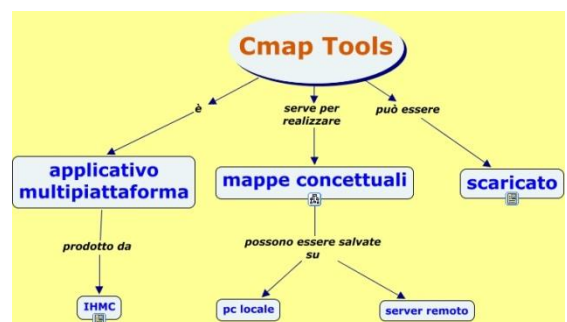 Cmap Tools
è
serve per
realizzare
può essere
applicativo
multipiattaforma
mappe concettuali
scaricato
prodotto da
possono essere salvate
su
IHMC
pc locale
server remoto